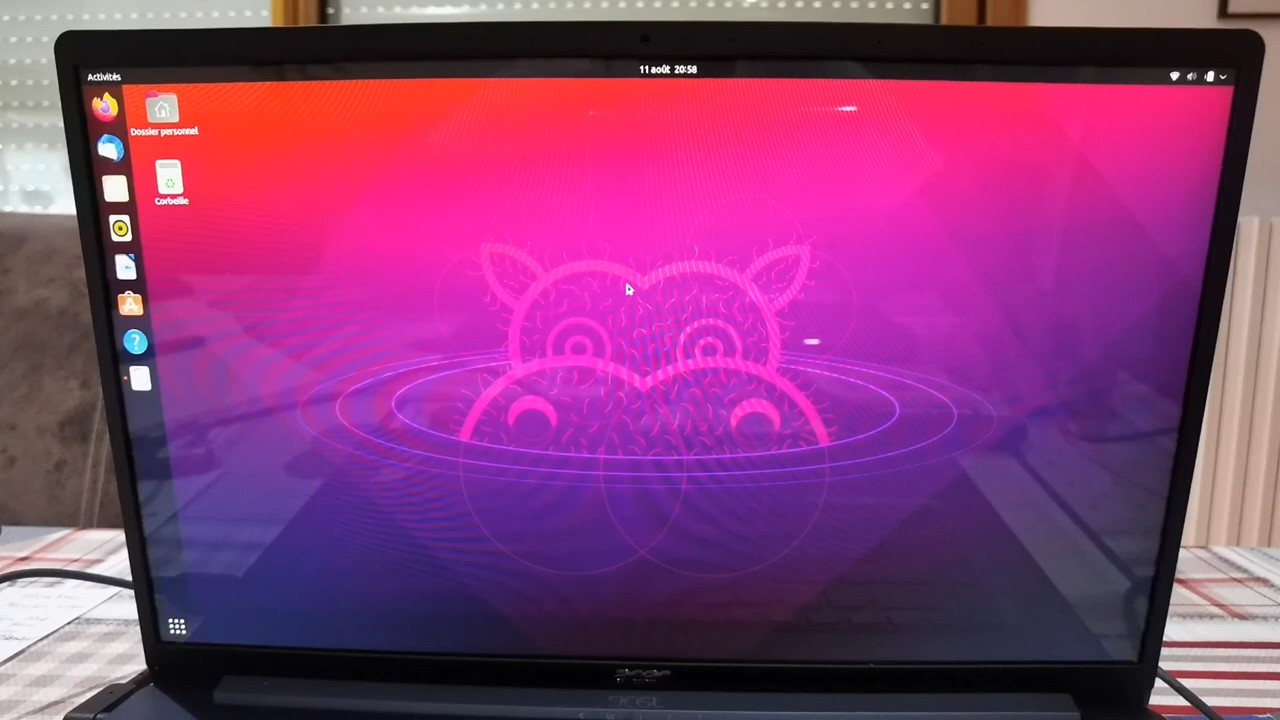 Activités
11 août 20:58
Dossier personnel
Corbeille
?
acer